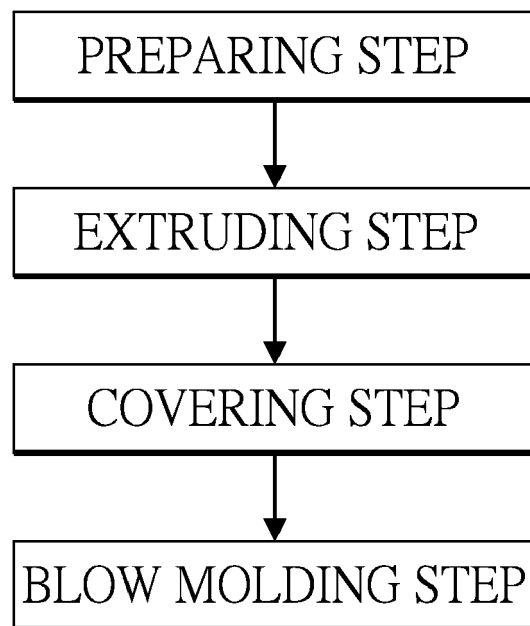 PREPARING STEP
EXTRUDING STEP
COVERING STEP
BLOW MOLDING STEP